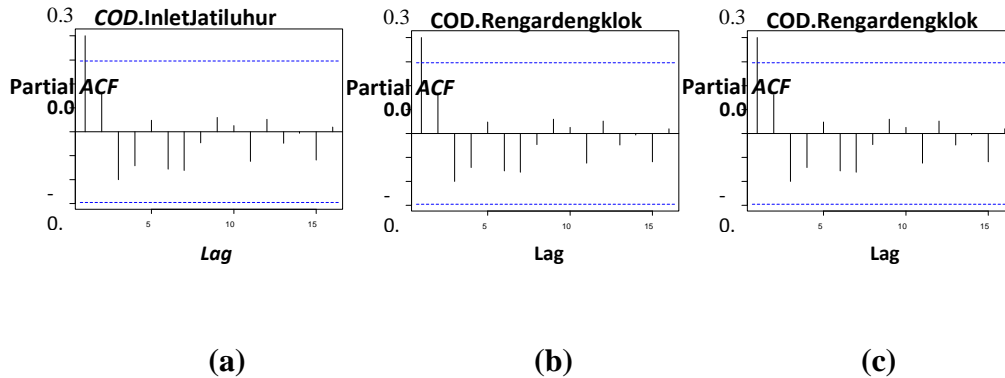 0.3
COD.InletJatiluhur
Partial ACF
0.0
-
0.
5
10
15
Lag
(a)
0.3
COD.Rengardengklok
Partial ACF
0.0
-
0.
5
10
15
Lag
(b)
0.3
COD.Rengardengklok
Partial ACF
0.0
-
0.
5
10
15
Lag
(c)